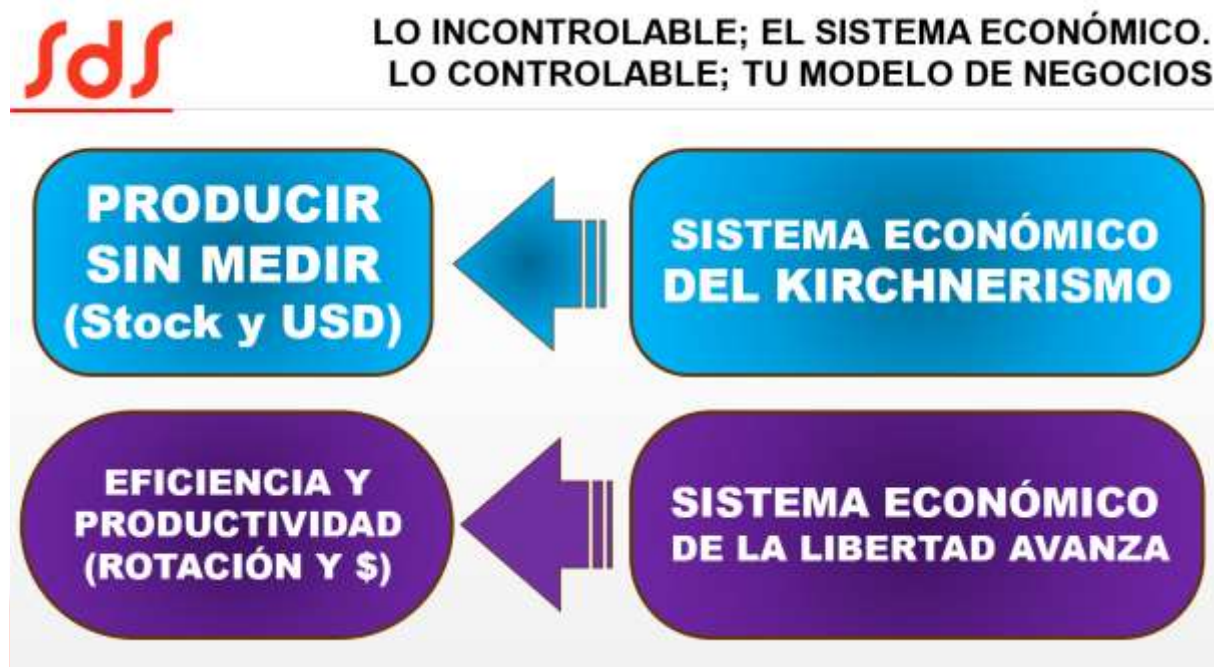 SdS
LO INCONTROLABLE; EL SISTEMA ECONÓMICO.
LO CONTROLABLE; TU MODELO DE NEGOCIOS
PRODUCIR
SIN MEDIR
(Stock y USD)
SISTEMA ECONÓMICO
DEL KIRCHNERISMO
EFICIENCIA Y
PRODUCTIVIDAD
(ROTACIÓN Y $)
SISTEMA ECONÓMICO
DE LA LIBERTAD AVANZA